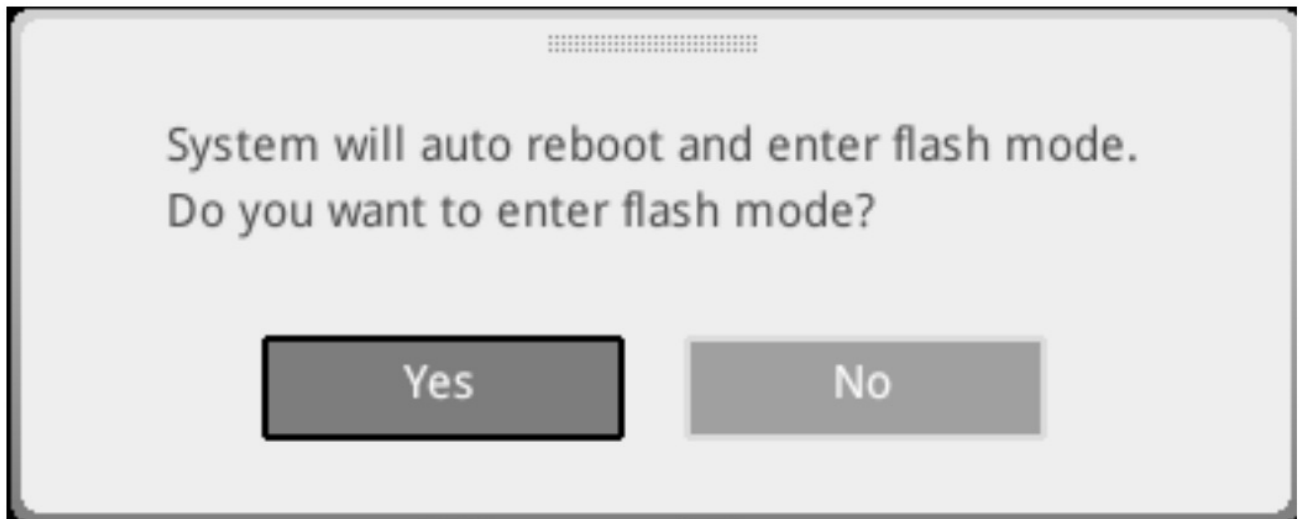 System will auto reboot and enter flash mode.
Do you want to enter flash mode?
Yes
No